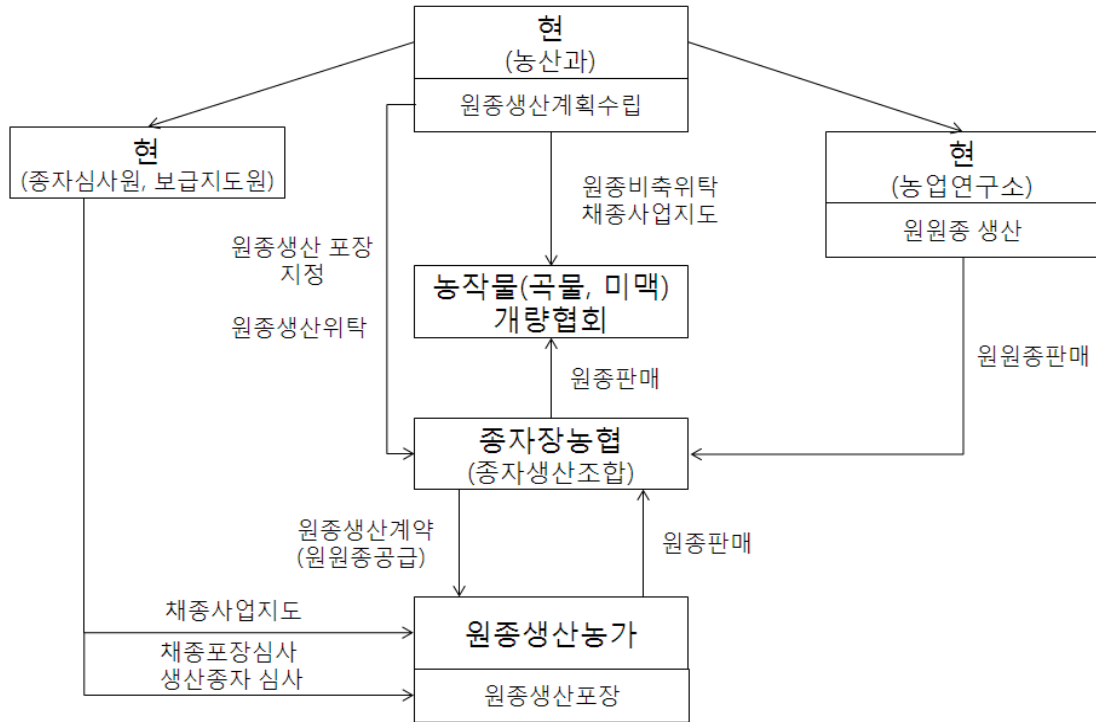 현
(농산과)
원종생산계획수립
현
(종자심사원, 보급지도원)
현
(농업연구소)
원원종 생산
원종비축위탁
채종사업지도
원종생산 포장
지정
원종생산위탁
농작물(곡물, 미맥)
개량협회
원종판매
원원종판매
종자장농협
(종자생산조합)
원종생산계약
(원원종공급)
원종판매
채종사업지도
채종포장심사
생산종자 심사
원종생산농가
원종생산포장